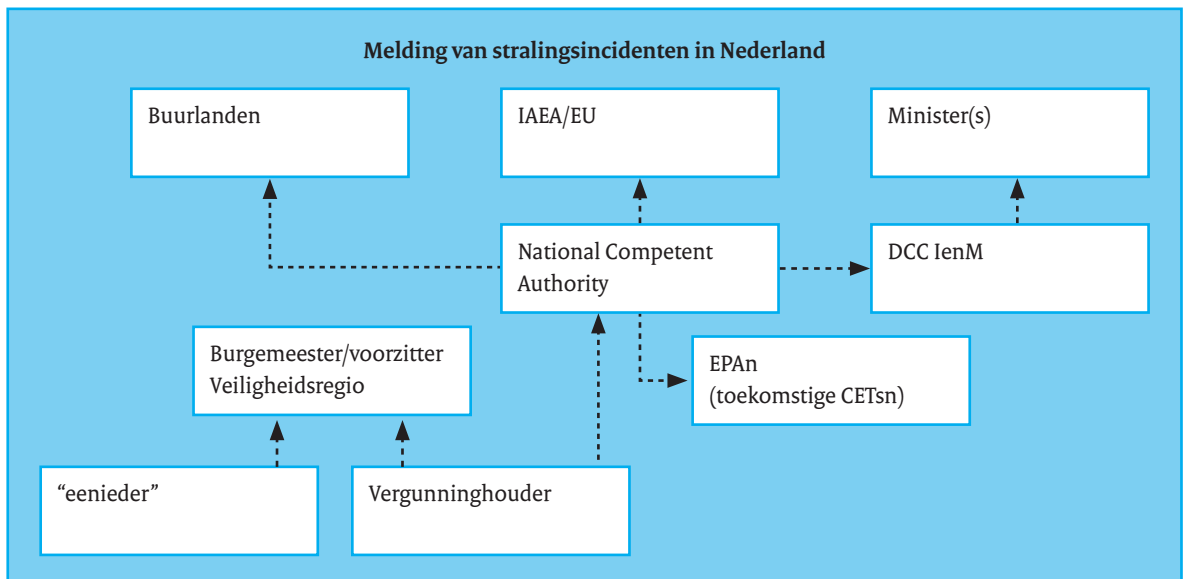 Melding van stralingsincidenten in Nederland
Buurlanden
IAEA/EU
Minister(s)
National Competent
Authority
DCC IenM
Burgemeester/voorzitter
Veiligheidsregio
EPAn
(toekomstige CETsn)
“eenieder”
Vergunninghouder